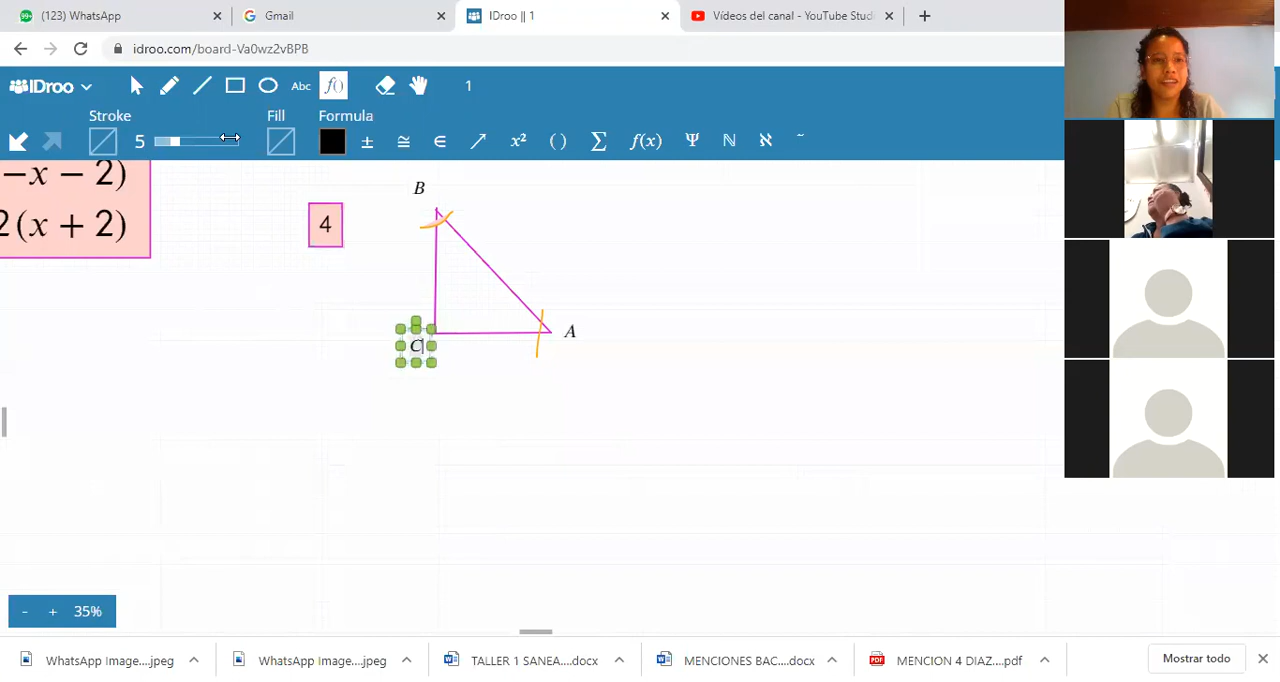 (123) WhatsApp
Gmail
IDroo || 1
Vídeos del canal - YouTube Stud
idroo.com/board-Va0wz2vBPB
IDroo
Abc
f()
1
Stroke
Fill
Formula
5
± ≅ ∈ x² ( ) ∑ f(x) Ψ ℕ ℵ ~
−x − 2)
2(x + 2)
4
B
A
C
- + 35%
WhatsApp Image....jpeg
WhatsApp Image....jpeg
TALLER 1 SANEA....docx
MENCIONES BAC....docx
MENCION 4 DIAZ....pdf
Mostrar todo